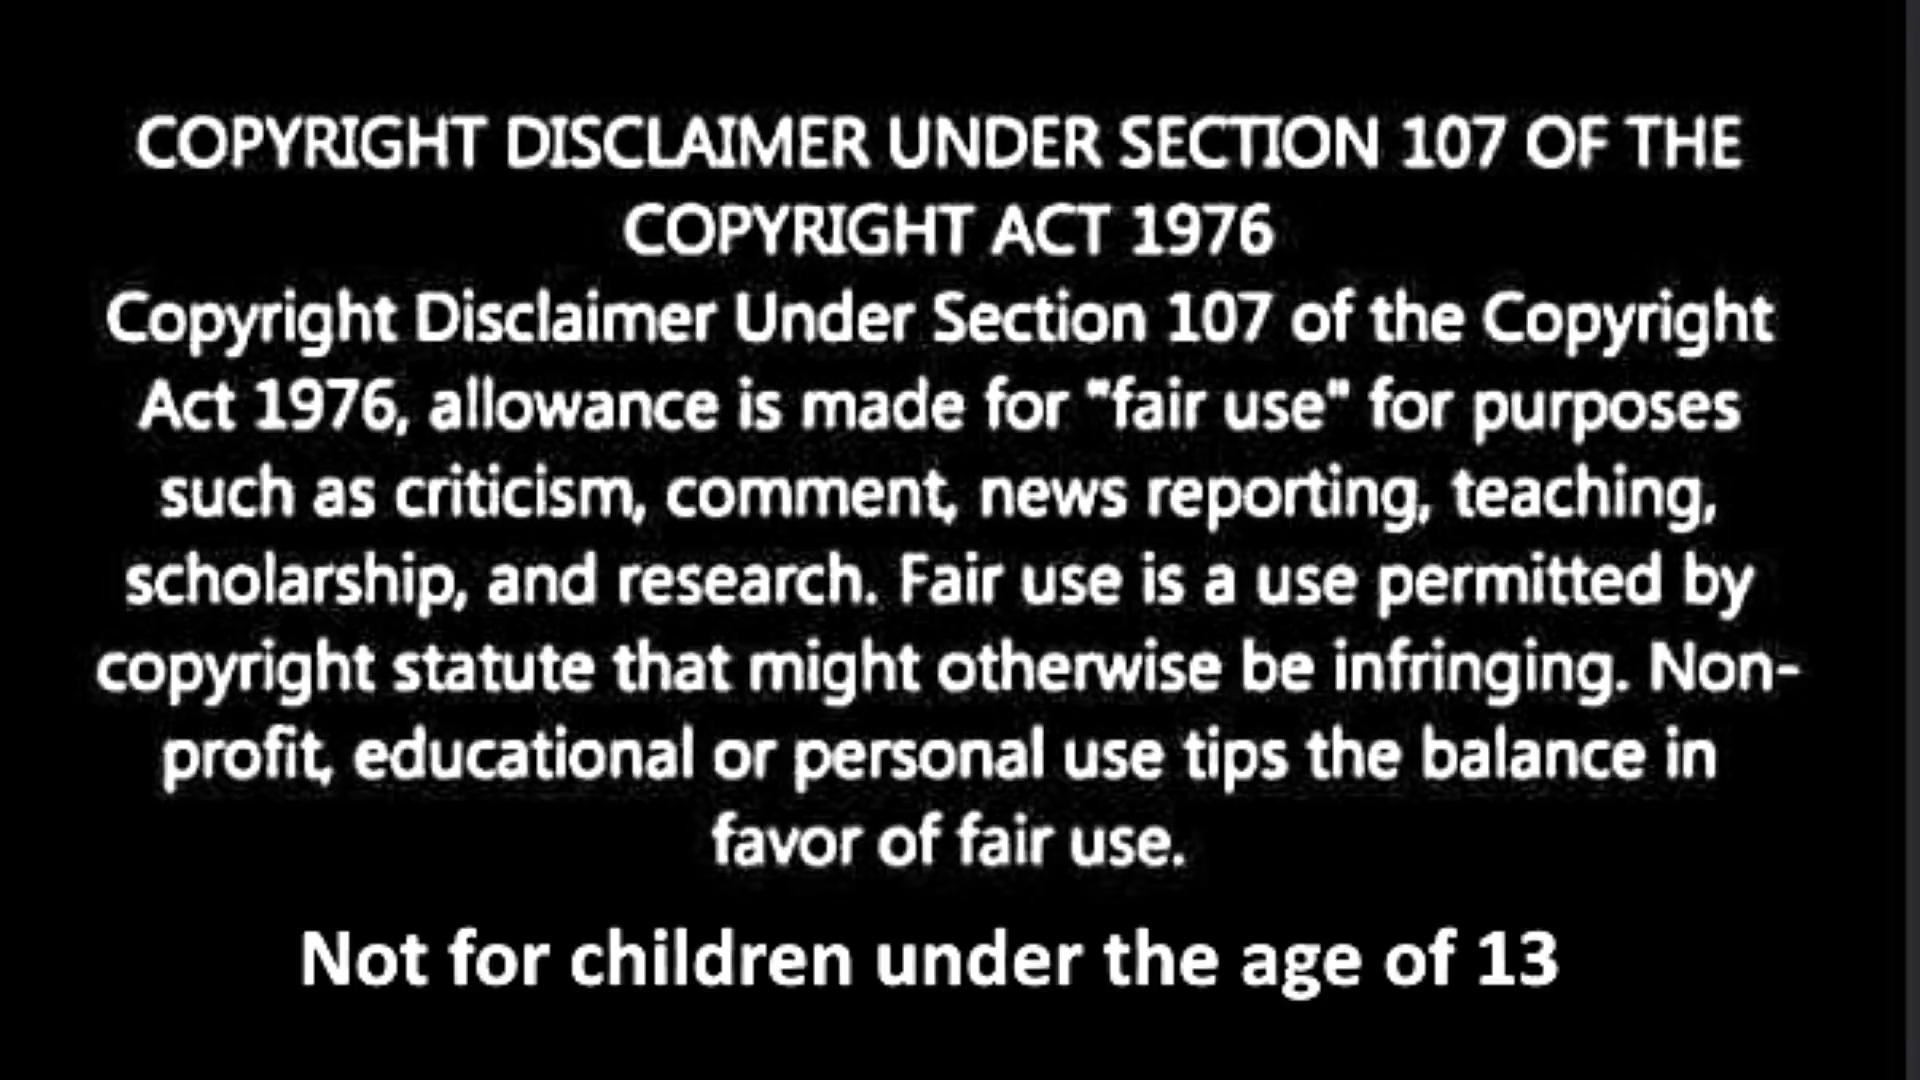 COPYRIGHT DISCLAIMER UNDER SECTION 107 OF THE
COPYRIGHT ACT 1976
Copyright Disclaimer Under Section 107 of the Copyright
Act 1976, allowance is made for "fair use" for purposes
such as criticism, comment, news reporting, teaching,
scholarship, and research. Fair use is a use permitted by
copyright statute that might otherwise be infringing. Non-
profit, educational or personal use tips the balance in
favor of fair use.
Not for children under the age of 13